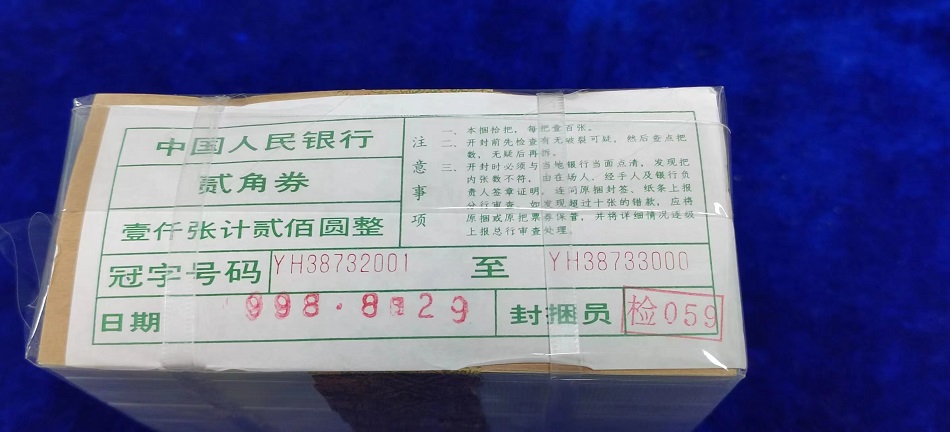 中国人民银行
贰角券
壹仟张计贰佰圆整
注意事项
一、本捆拾把，每把壹百张。
二、开封前先检查有无破裂可疑，然后查点把
数，无疑后再拆。
三、开封时必须与当地银行当面点清，发现把
内张数不符，由在场人、经手人及银行负
责人签章证明，连同原捆封签、纸条上报
分行审查。如发现超过十张的错款，应将
原捆或原把票券保管，并将详细情况连级
上报总行审查处理。
冠字号码 YH38732001 至 YH38733000
日期 998.8 29 封捆员 检059